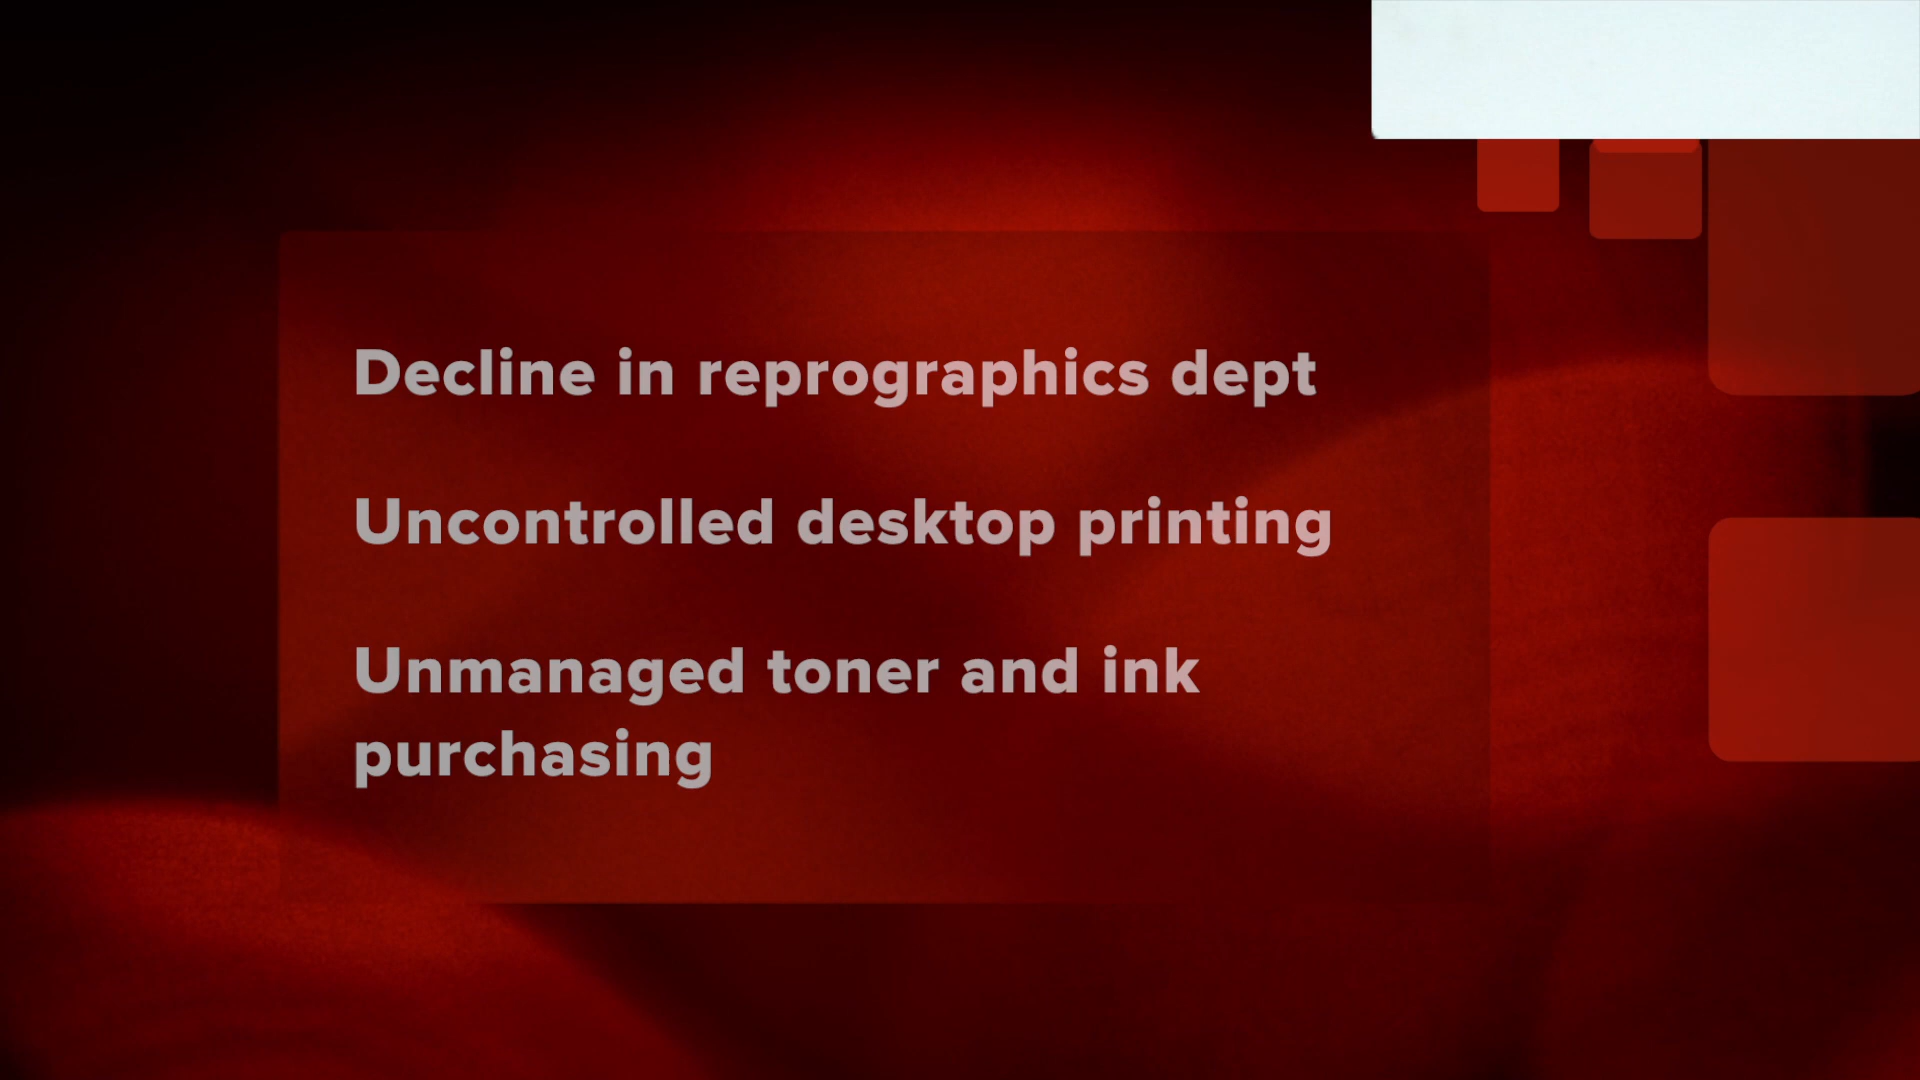 Decline in reprographics dept
Uncontrolled desktop printing
Unmanaged toner and ink
purchasing